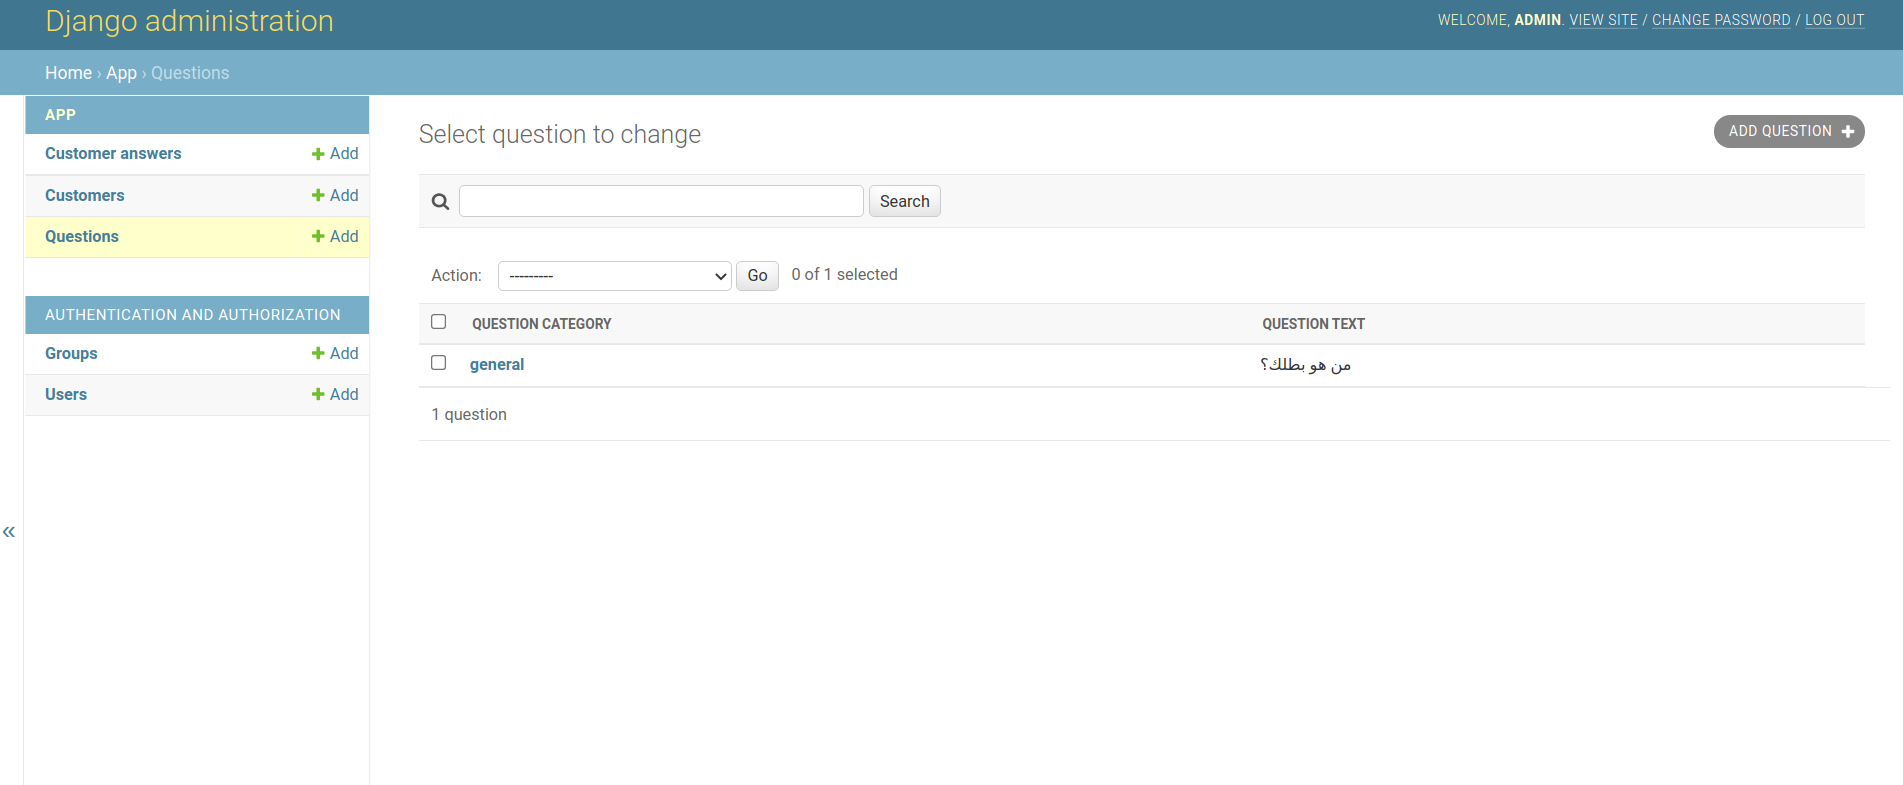 Django administration
WELCOME, ADMIN. VIEW SITE / CHANGE PASSWORD / LOG OUT
Home › App › Questions
APP
Customer answers Add
Customers Add
Questions Add
AUTHENTICATION AND AUTHORIZATION
Groups Add
Users Add
«
Select question to change
ADD QUESTION
Search
Action: --------- Go 0 of 1 selected
QUESTION CATEGORY QUESTION TEXT
general من هو بطلك؟
1 question